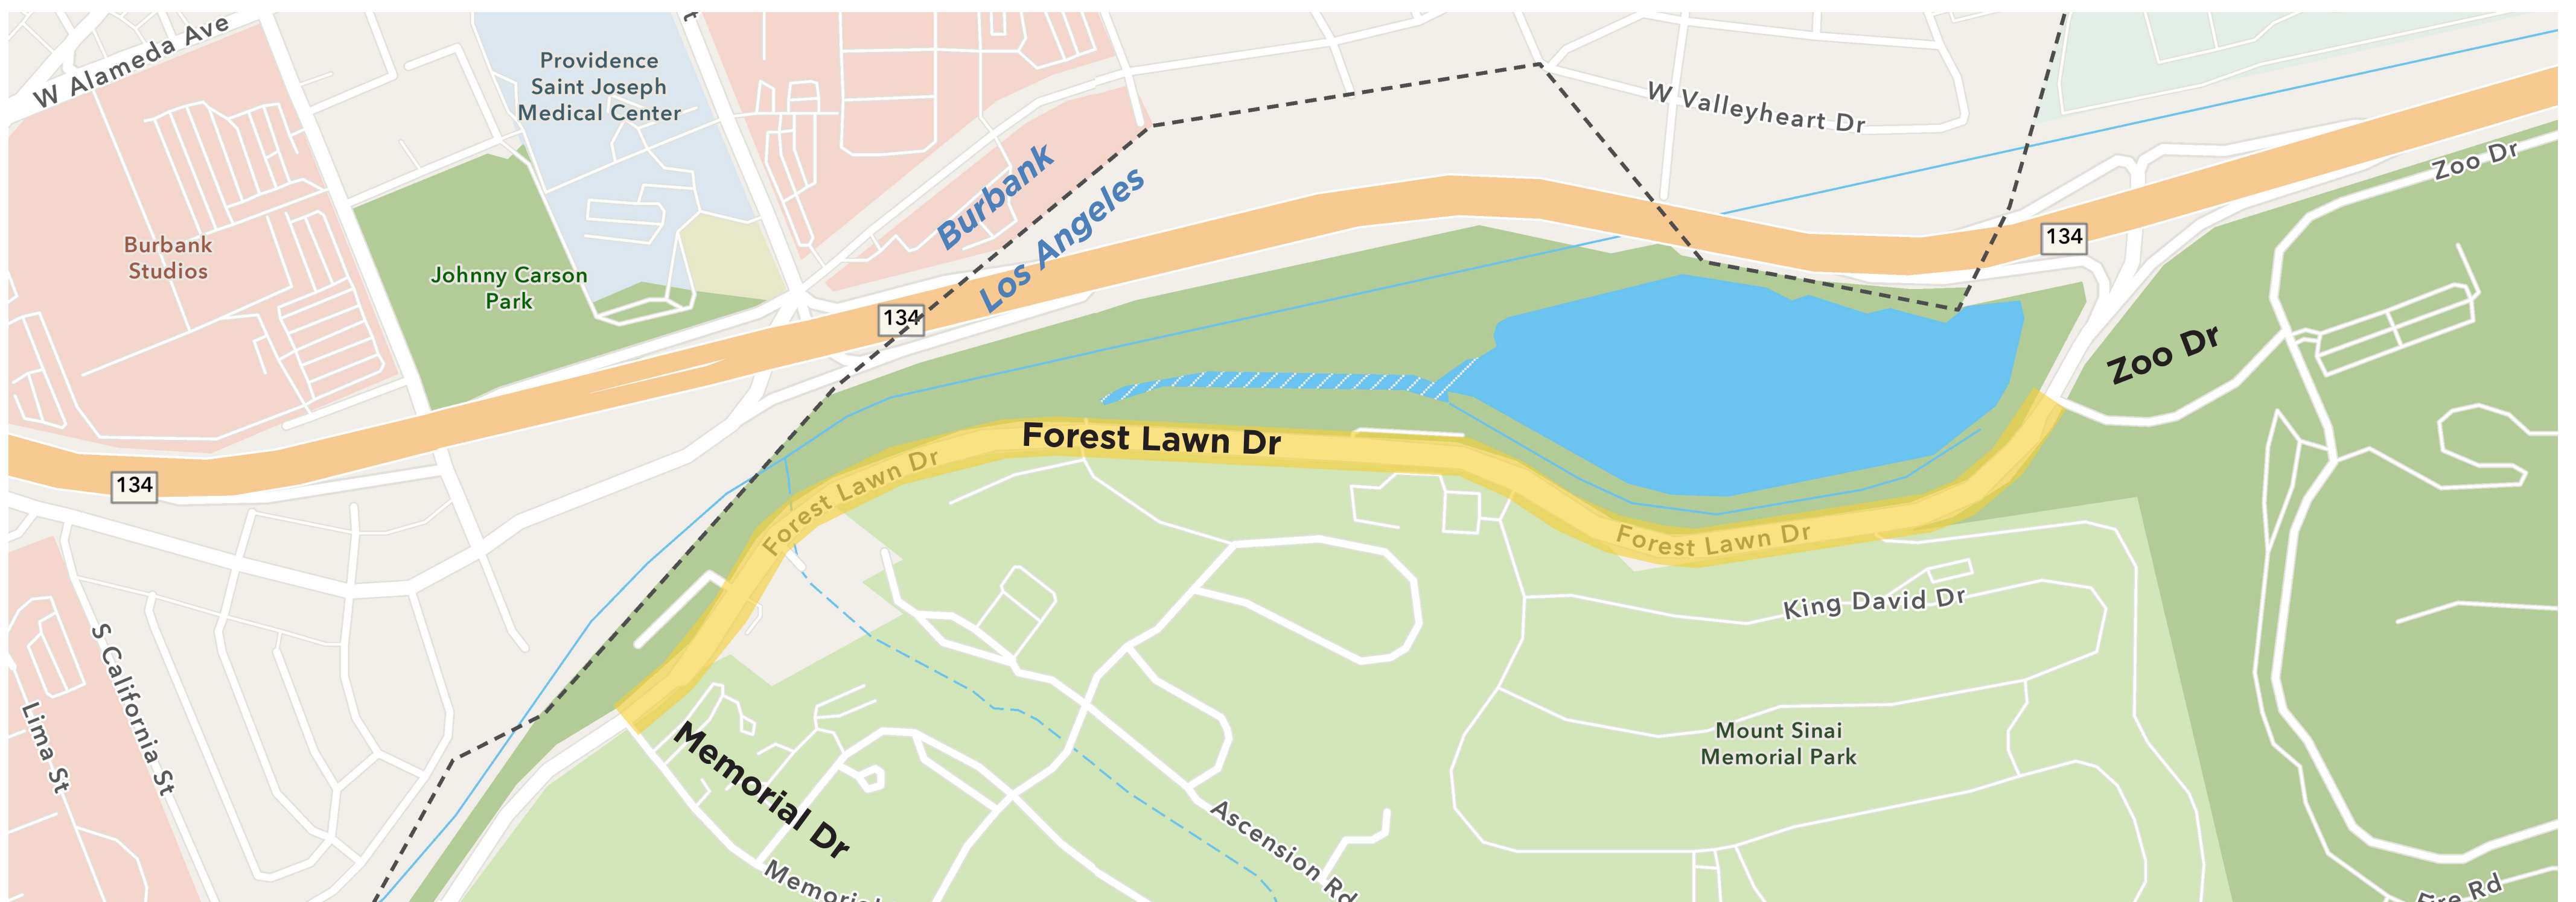 W Alameda Ave
Providence
Saint Joseph
Medical Center
W Valleyheart Dr
Zoo Dr
Burbank
Los Angeles
Burbank
Studios
Johnny Carson
Park
134
134
134
Zoo Dr
Forest Lawn Dr
Forest Lawn Dr
Forest Lawn Dr
King David Dr
S California St
Lima St
Memorial Dr
Mount Sinai
Memorial Park
Ascension Rd
Memorial
Fire Rd